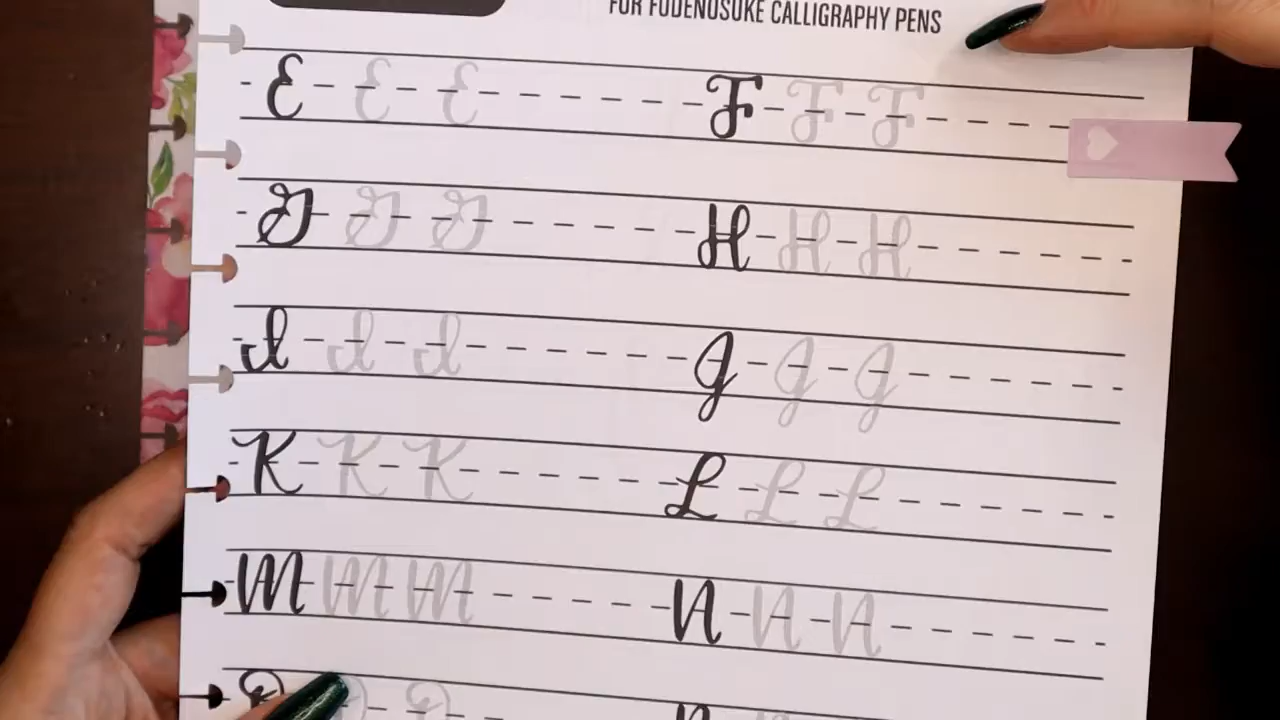 FOR FUDENOSUKE CALLIGRAPHY PENS
E E E F F F
G G G H H H
I I I J J J
K K K L L L
M M M N N N